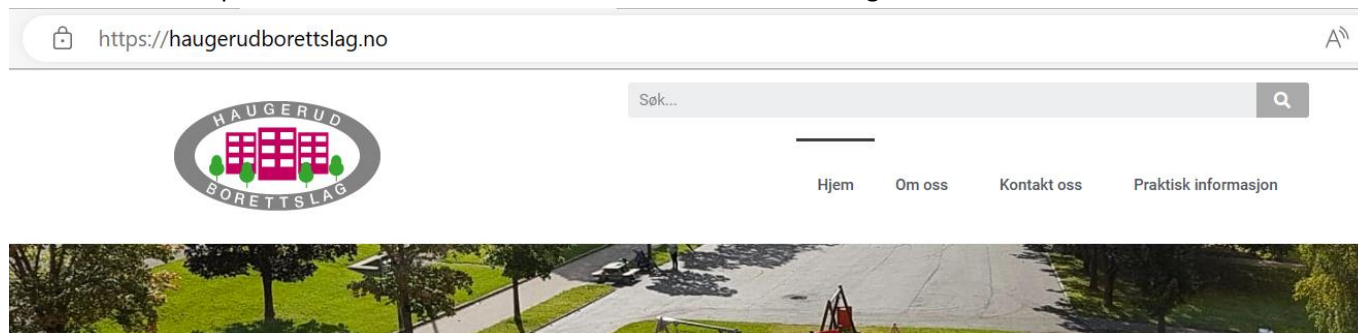 https://haugerudborettslag.no
Søk...
HAUGERUD
BORETTSLAG
Hjem Om oss Kontakt oss Praktisk informasjon